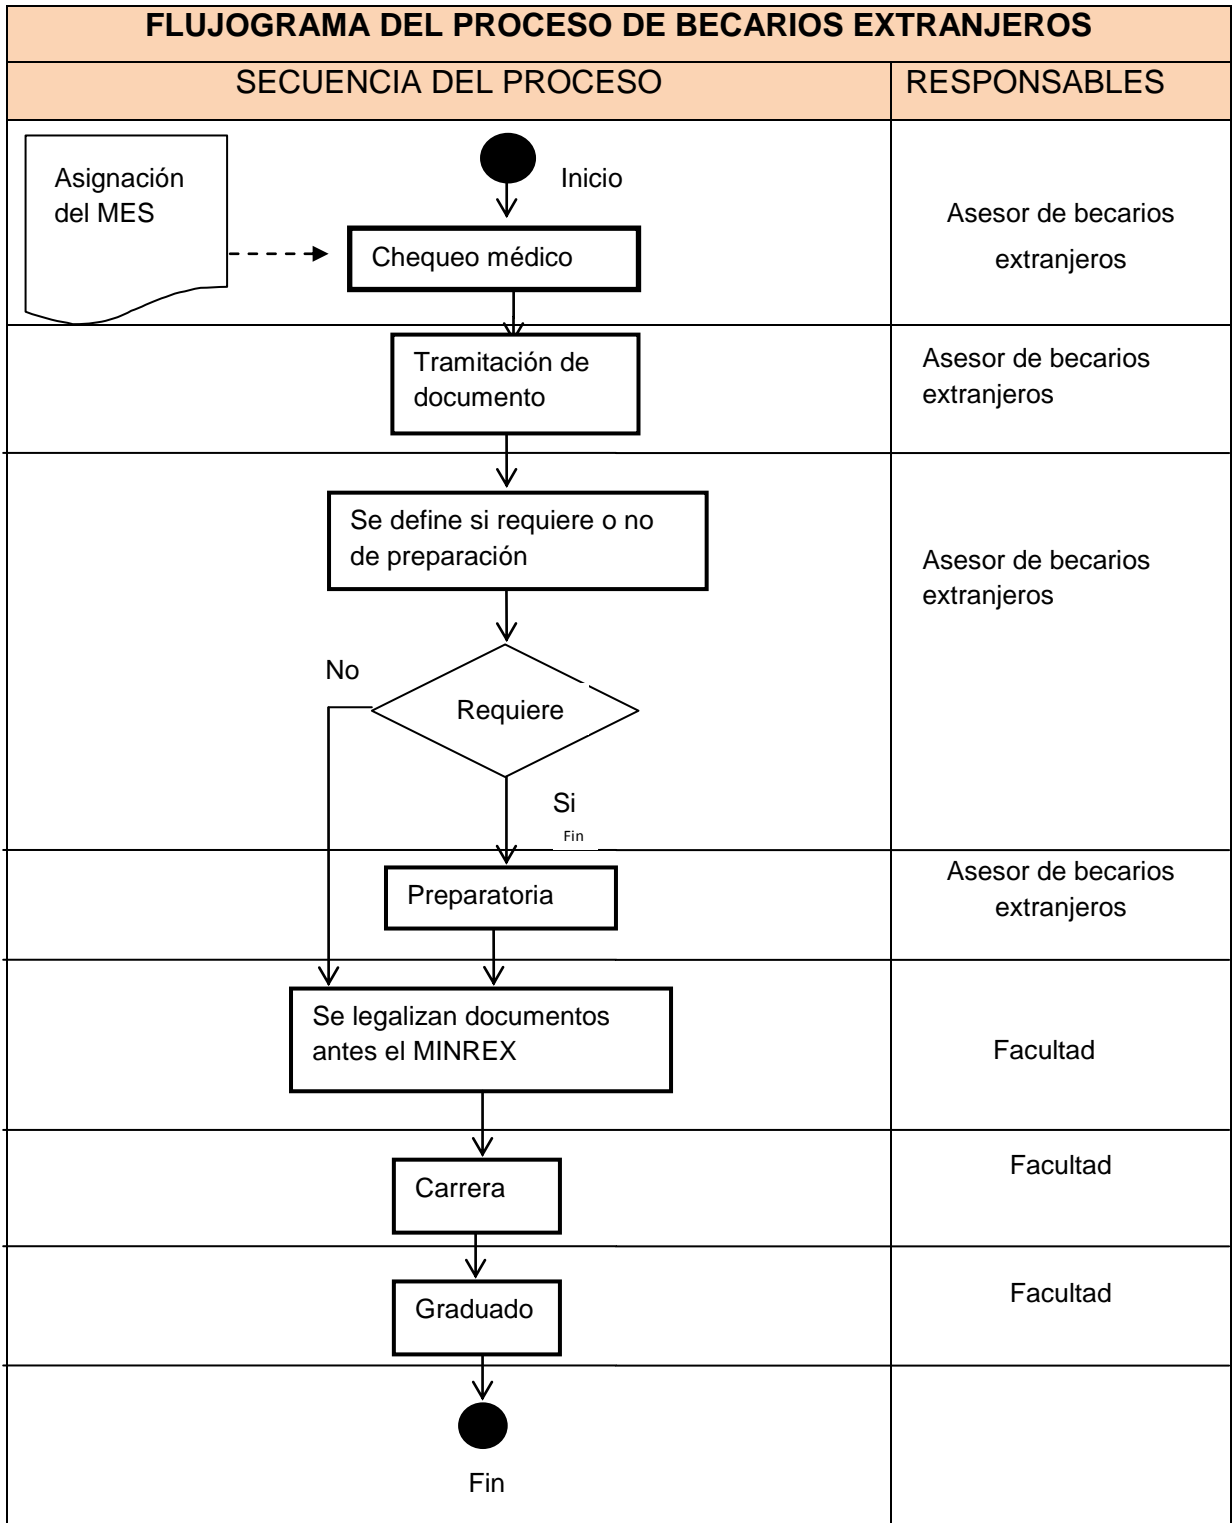 FLUJOGRAMA DEL PROCESO DE BECARIOS EXTRANJEROS
SECUENCIA DEL PROCESO
RESPONSABLES
Asignación
del MES
Inicio
Chequeo médico
Asesor de becarios
extranjeros
Tramitación de
documento
Asesor de becarios
extranjeros
Se define si requiere o no
de preparación
Asesor de becarios
extranjeros
No
Requiere
Si
Fin
Preparatoria
Asesor de becarios
extranjeros
Se legalizan documentos
antes el MINREX
Facultad
Carrera
Facultad
Graduado
Facultad
Fin